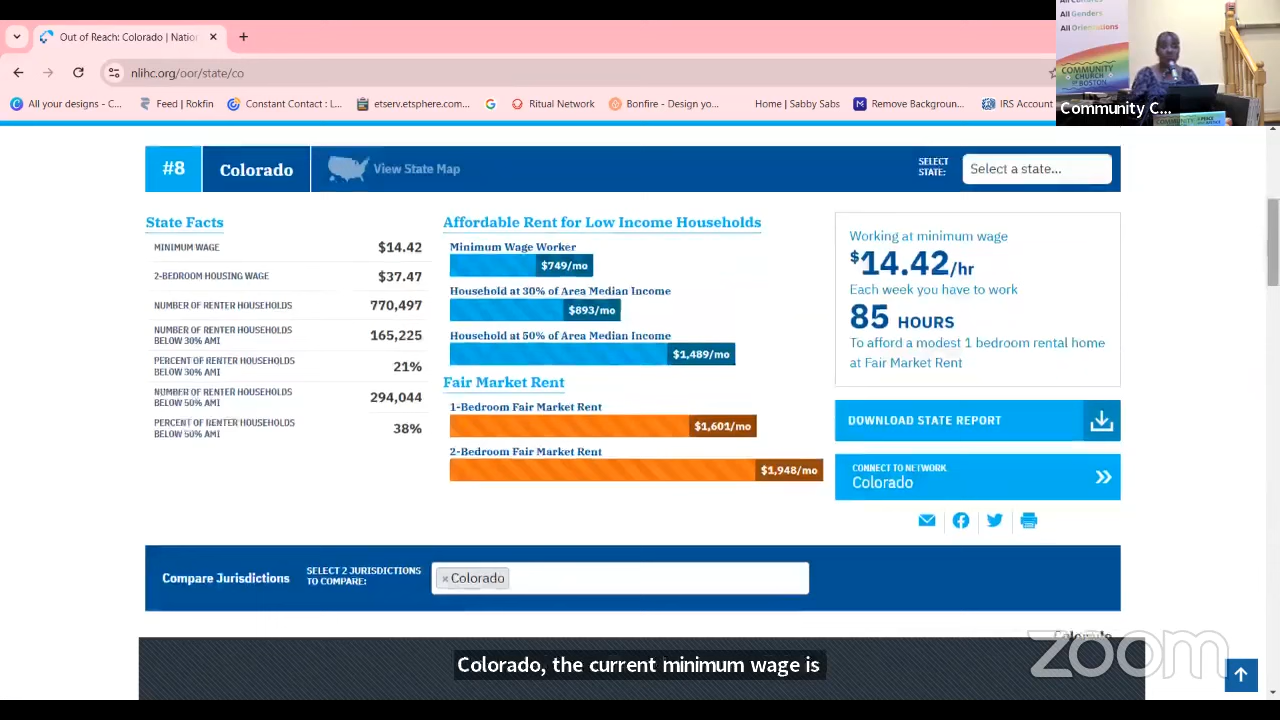 Out of Reach: Colorado | Natio
nlihc.org/oor/state/co
All your designs - C...
Feed | Rokfin
Constant Contact : L...
etserv.etsphere.com...
Ritual Network
Bonfire - Design yo...
Home | Sabby Sabs
Remove Backgroun...
IRS Account
All Genders
All Orientations
COMMUNITY
CHURCH
OF BOSTON
Community C...
#8
Colorado
View State Map
SELECT
STATE:
Select a state...
State Facts
MINIMUM WAGE
$14.42
2-BEDROOM HOUSING WAGE
$37.47
NUMBER OF RENTER HOUSEHOLDS
770,497
NUMBER OF RENTER HOUSEHOLDS
BELOW 30% AMI
165,225
PERCENT OF RENTER HOUSEHOLDS
BELOW 30% AMI
21%
NUMBER OF RENTER HOUSEHOLDS
BELOW 50% AMI
294,044
PERCENT OF RENTER HOUSEHOLDS
BELOW 50% AMI
38%
Affordable Rent for Low Income Households
Minimum Wage Worker
$749/mo
Household at 30% of Area Median Income
$893/mo
Household at 50% of Area Median Income
$1,489/mo
Fair Market Rent
1-Bedroom Fair Market Rent
$1,601/mo
2-Bedroom Fair Market Rent
$1,948/mo
Working at minimum wage
$14.42/hr
Each week you have to work
85 HOURS
To afford a modest 1 bedroom rental home
at Fair Market Rent
DOWNLOAD STATE REPORT
CONNECT TO NETWORK
Colorado
Compare Jurisdictions
SELECT 2 JURISDICTIONS
TO COMPARE:
× Colorado
Colorado
Colorado, the current minimum wage is
zoom